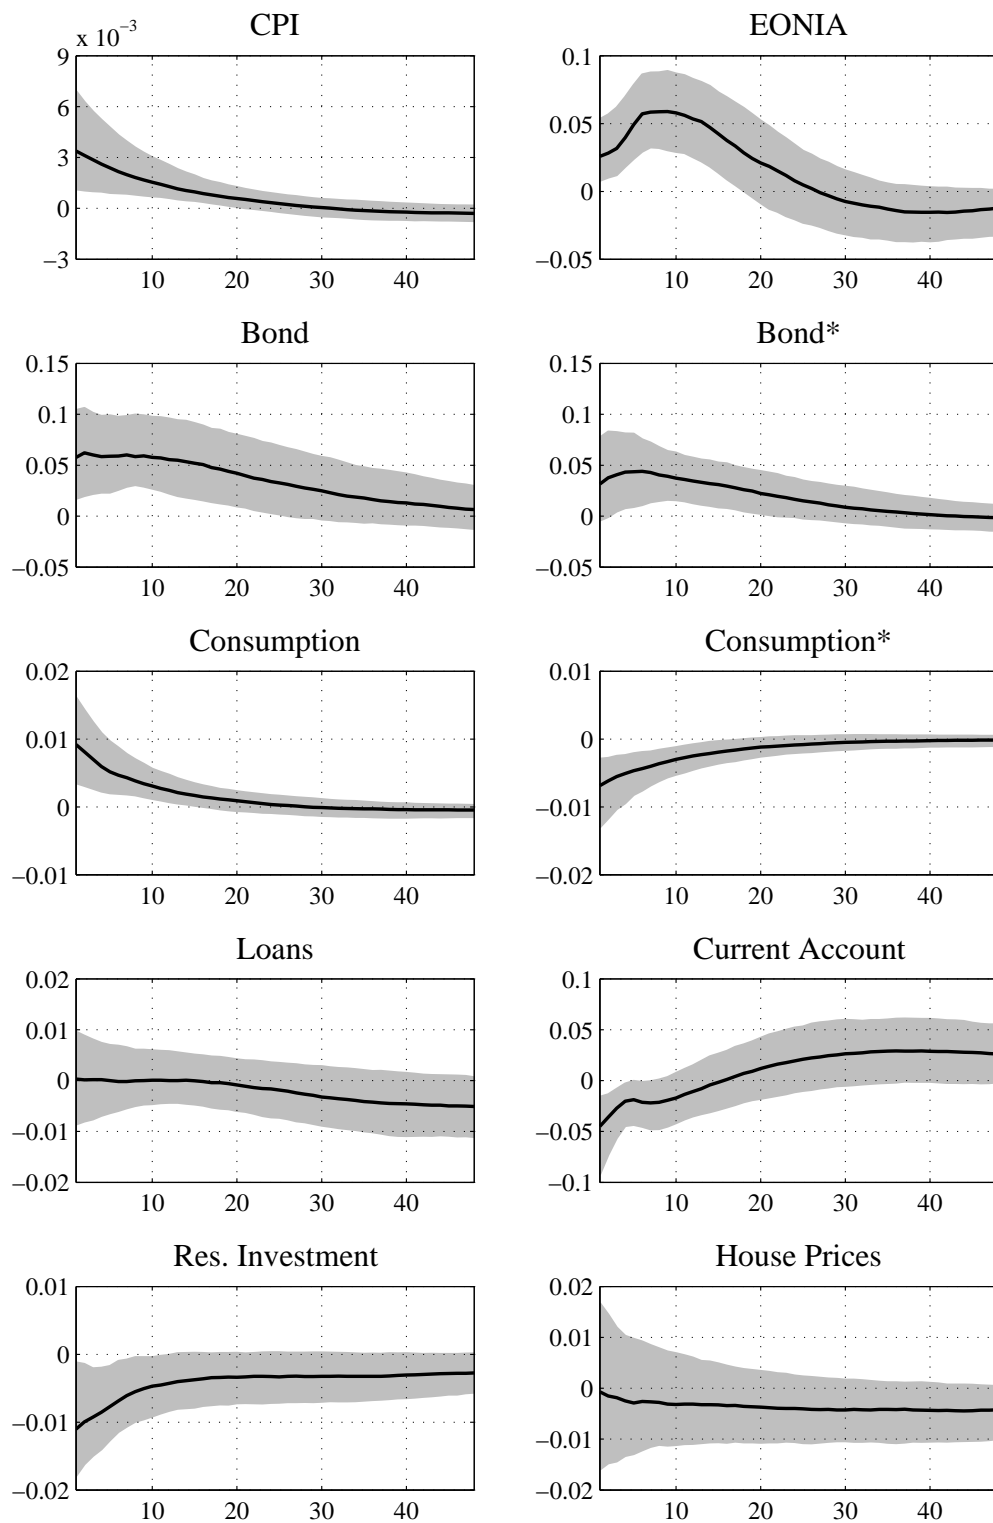 CPI
x 10⁻³
9
6
3
0
−3
10 20 30 40
EONIA
0.1
0.05
0
−0.05
10 20 30 40
Bond
0.15
0.1
0.05
0
−0.05
10 20 30 40
Bond*
0.15
0.1
0.05
0
−0.05
10 20 30 40
Consumption
0.02
0.01
0
−0.01
10 20 30 40
Consumption*
0.01
0
−0.01
−0.02
10 20 30 40
Loans
0.02
0.01
0
−0.01
−0.02
10 20 30 40
Current Account
0.1
0.05
0
−0.05
−0.1
10 20 30 40
Res. Investment
0.01
0
−0.01
−0.02
10 20 30 40
House Prices
0.02
0.01
0
−0.01
−0.02
10 20 30 40